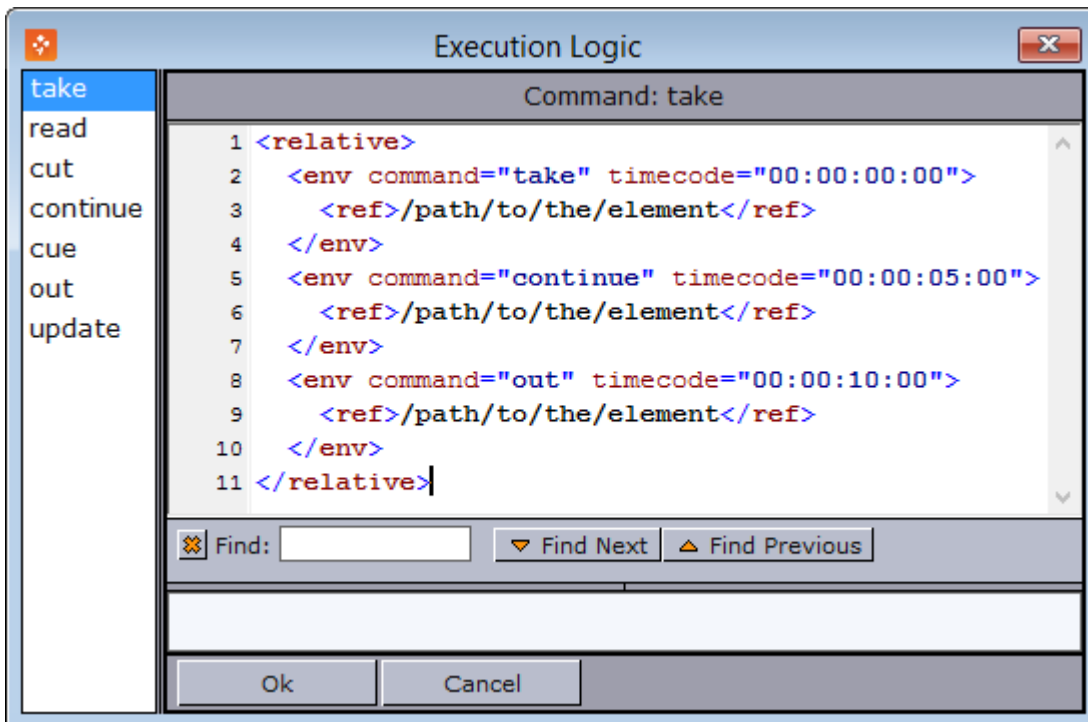 Execution Logic
take
read
cut
continue
cue
out
update
Command: take
1 <relative>
2   <env command="take" timecode="00:00:00:00">
3     <ref>/path/to/the/element</ref>
4   </env>
5   <env command="continue" timecode="00:00:05:00">
6     <ref>/path/to/the/element</ref>
7   </env>
8   <env command="out" timecode="00:00:10:00">
9     <ref>/path/to/the/element</ref>
10   </env>
11 </relative>
Find: Find Next Find Previous
Ok Cancel